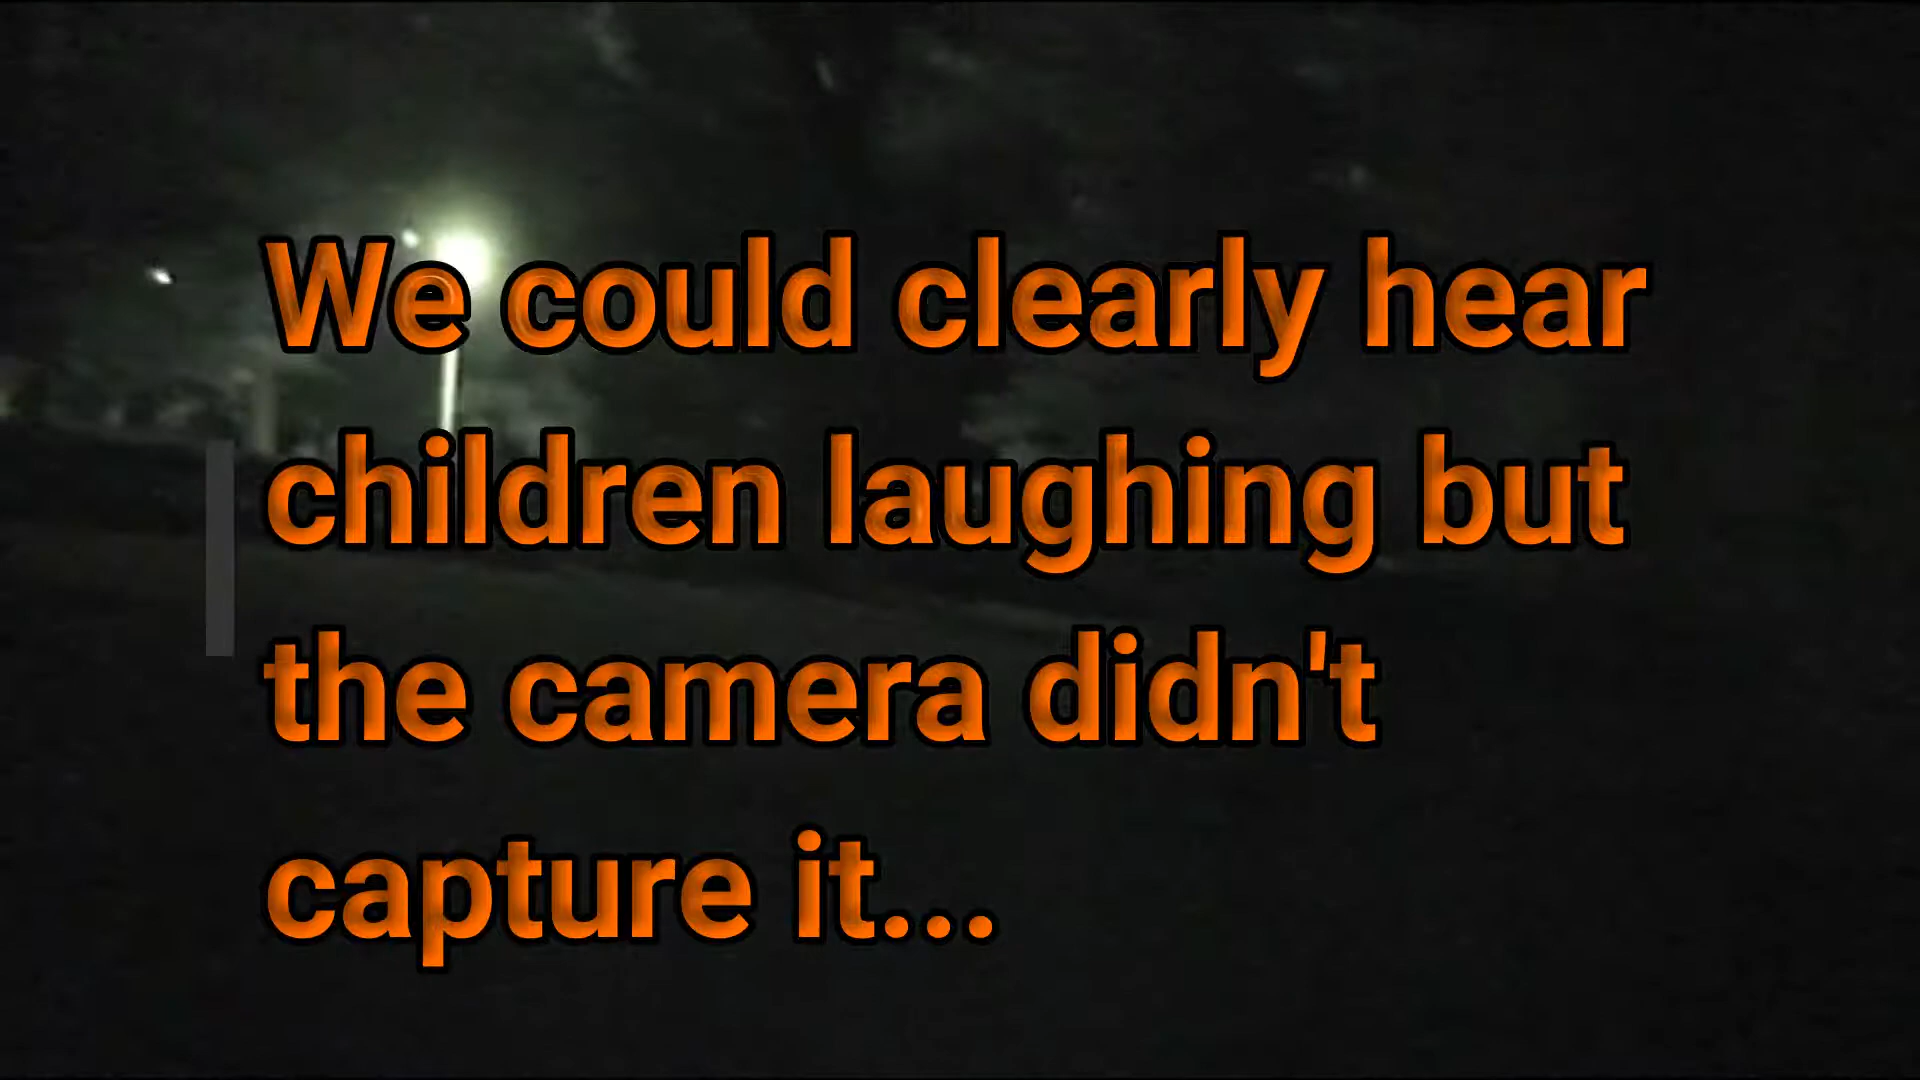 We could clearly hear
children laughing but
the camera didn't
capture it...